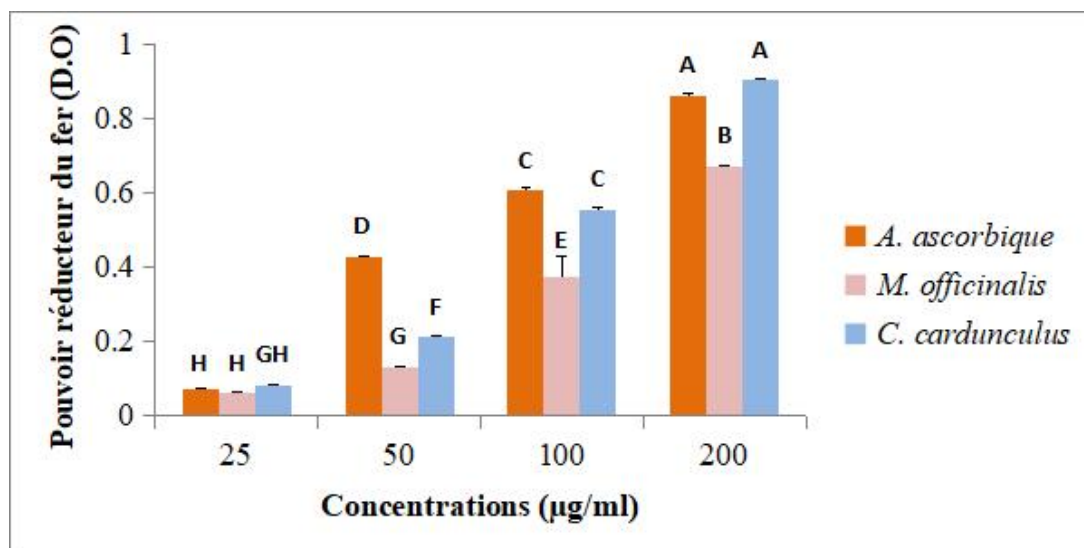 Pouvoir réducteur du fer (D.O)
1
0.8
0.6
0.4
0.2
0
H H GH
D G F
C E C
A B A
25 50 100 200
Concentrations (µg/ml)
A. ascorbique
M. officinalis
C. cardunculus